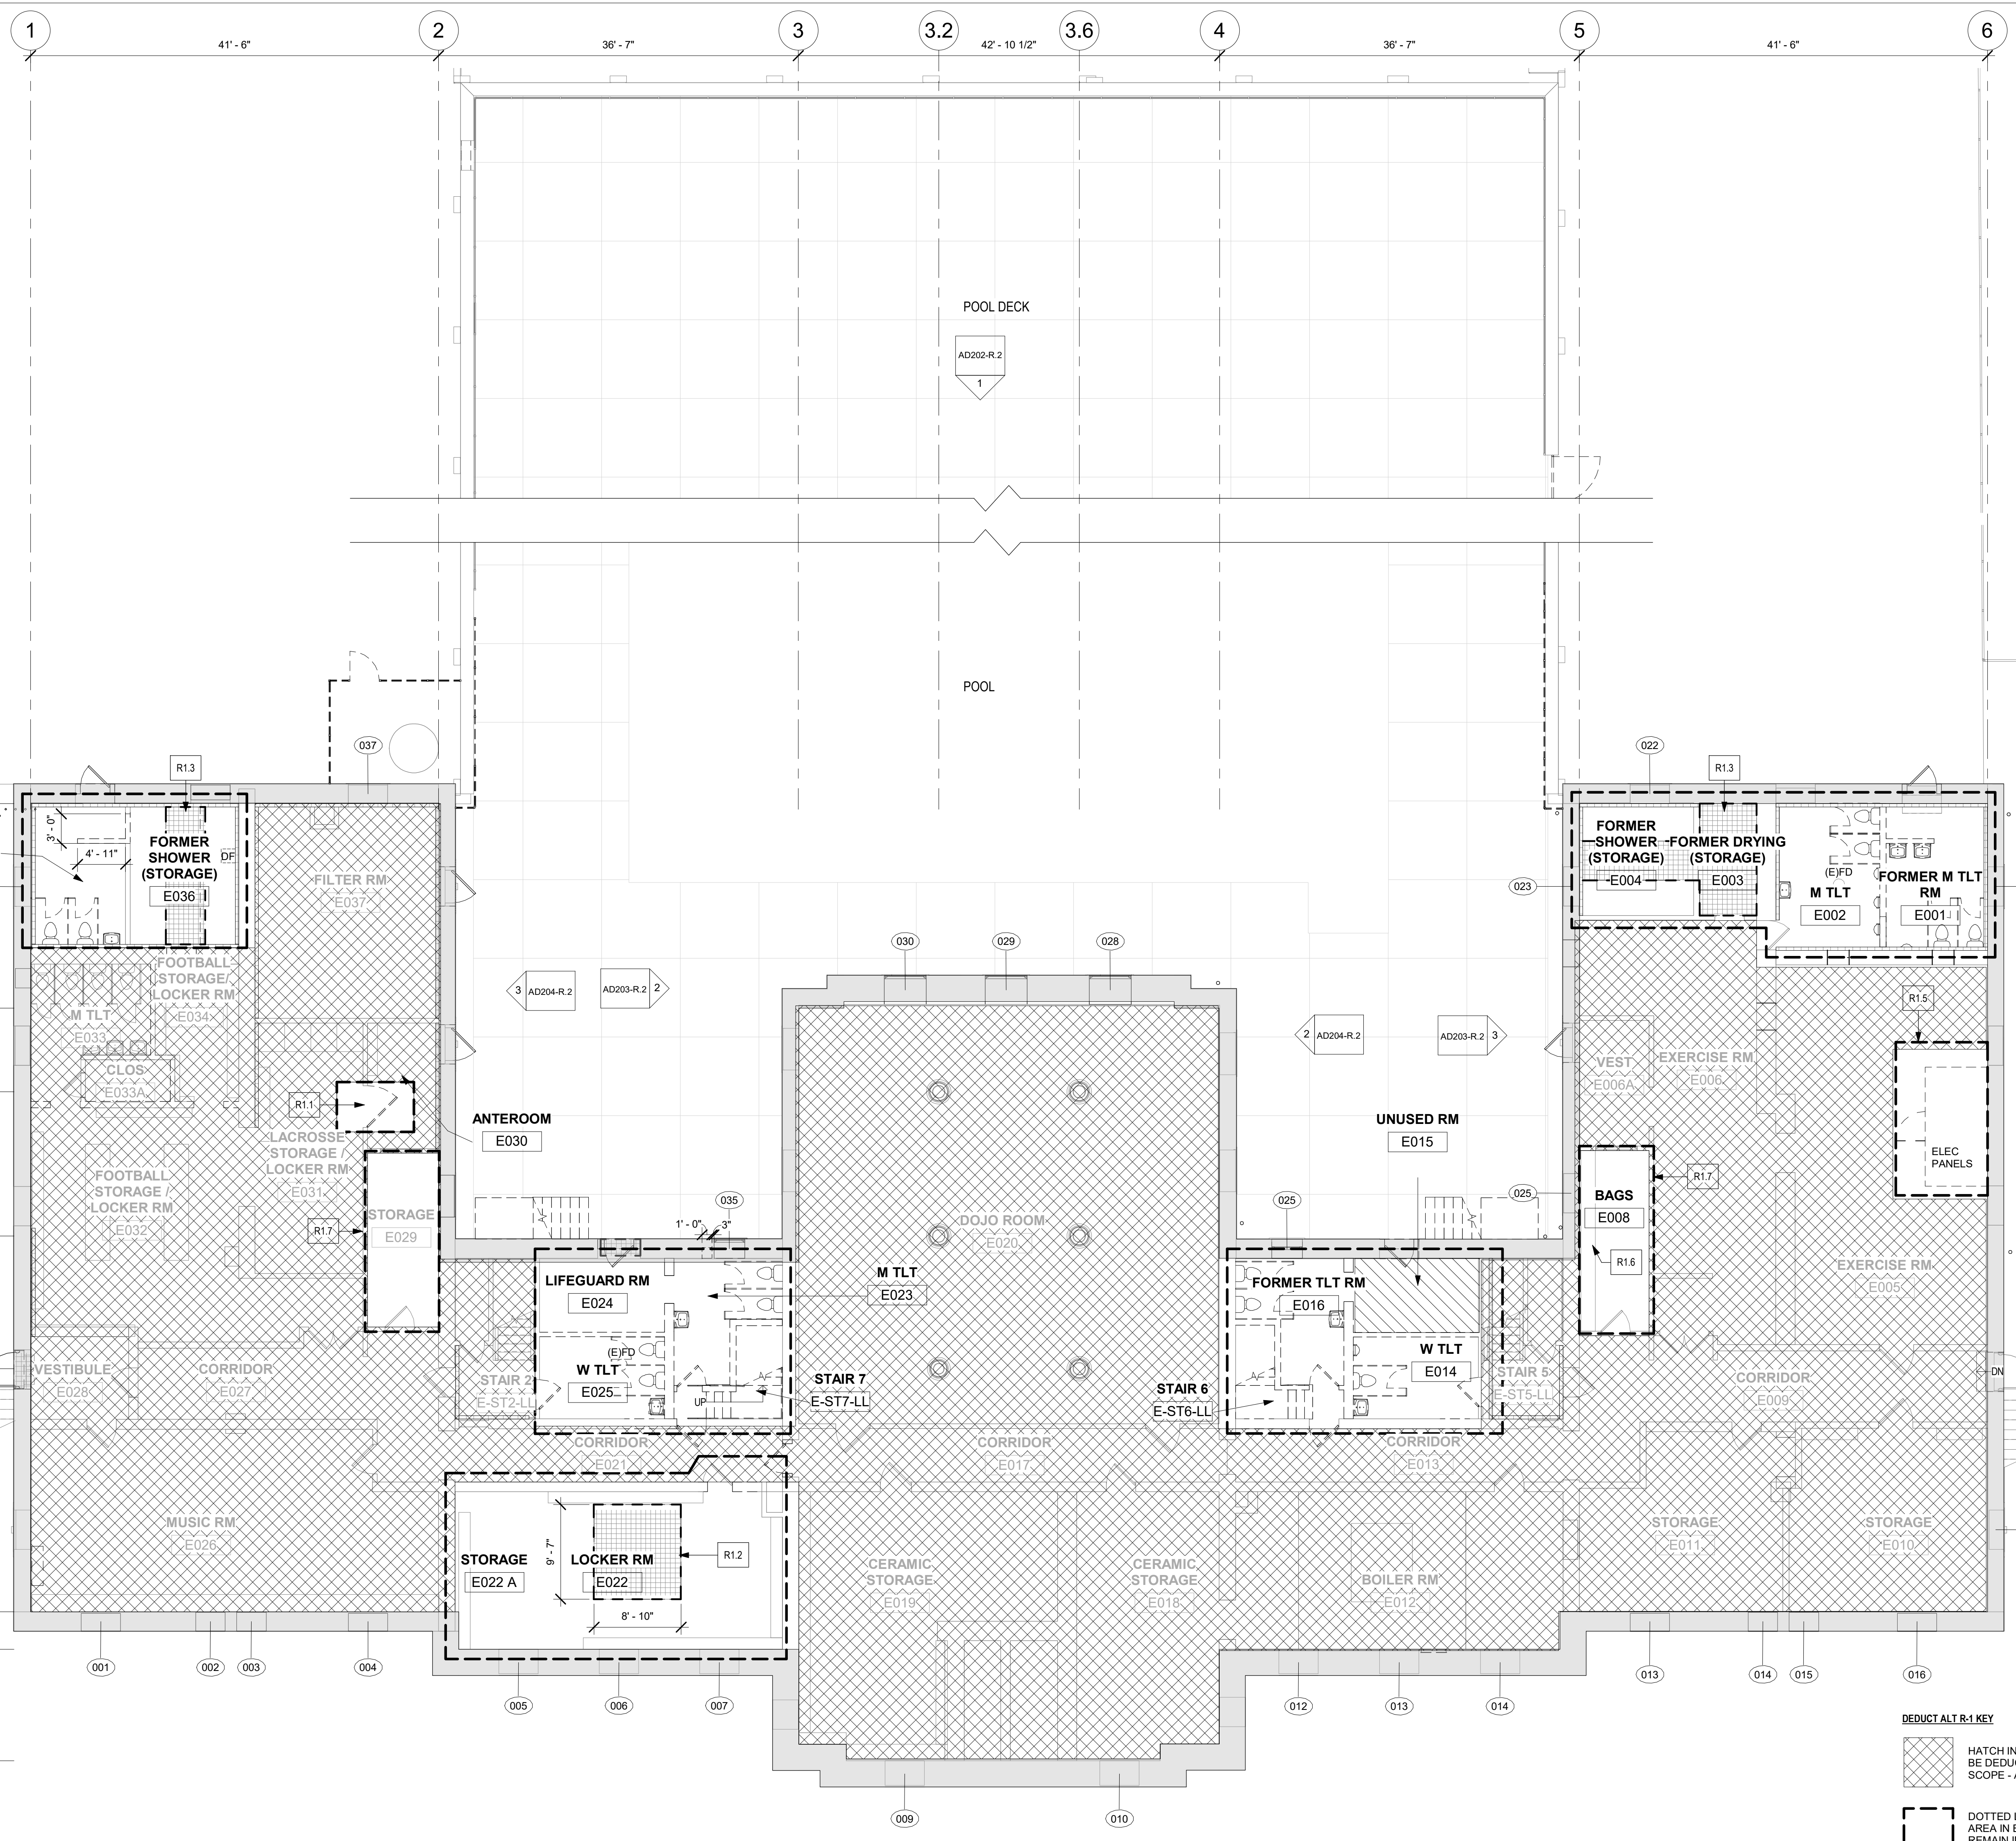 1
2
3
3.2
3.6
4
5
6
41' - 6"
36' - 7"
42' - 10 1/2"
36' - 7"
41' - 6"
POOL DECK
AD202-R.2
1
POOL
037
022
R1.3
R1.3
3' - 0"
4' - 11"
FORMER
SHOWER
(STORAGE)
E036
DF
FILTER RM
E037
FORMER
SHOWER
(STORAGE)
E004
FORMER DRYING
(STORAGE)
E003
(E)FD
M TLT
E002
FORMER M TLT
RM
E001
023
030
029
028
FOOTBALL
STORAGE/
LOCKER RM
E034
M TLT
E033
CLOS
E033A
3
AD204-R.2
AD203-R.2
2
2
AD204-R.2
AD203-R.2
3
R1.5
VEST
E006A
EXERCISE RM
E006
R1.1
ANTEROOM
E030
UNUSED RM
E015
LACROSSE
STORAGE /
LOCKER RM
E031
FOOTBALL
STORAGE /
LOCKER RM
E032
ELEC
PANELS
R1.7
STORAGE
E029
035
1' - 0"
3"
025
025
BAGS
E008
R1.7
R1.6
DOJO ROOM
E020
LIFEGUARD RM
E024
M TLT
E023
FORMER TLT RM
E016
EXERCISE RM
E005
(E)FD
W TLT
E025
UP
STAIR 7
E-ST7-LL
STAIR 6
E-ST6-LL
W TLT
E014
VESTIBULE
E028
CORRIDOR
E027
STAIR 2
E-ST2-LL
STAIR 5
E-ST5-LL
CORRIDOR
E009
DN
CORRIDOR
E021
CORRIDOR
E017
CORRIDOR
E013
MUSIC RM
E026
STORAGE
E022 A
9' - 7"
LOCKER RM
E022
R1.2
8' - 10"
CERAMIC
STORAGE
E019
CERAMIC
STORAGE
E018
BOILER RM
E012
STORAGE
E011
STORAGE
E010
001
002
003
004
005
006
007
009
010
012
013
014
013
014
015
016
DEDUCT ALT R-1 KEY
HATCH IN
BE DEDU
SCOPE - A
DOTTED
AREA IN
REMAIN